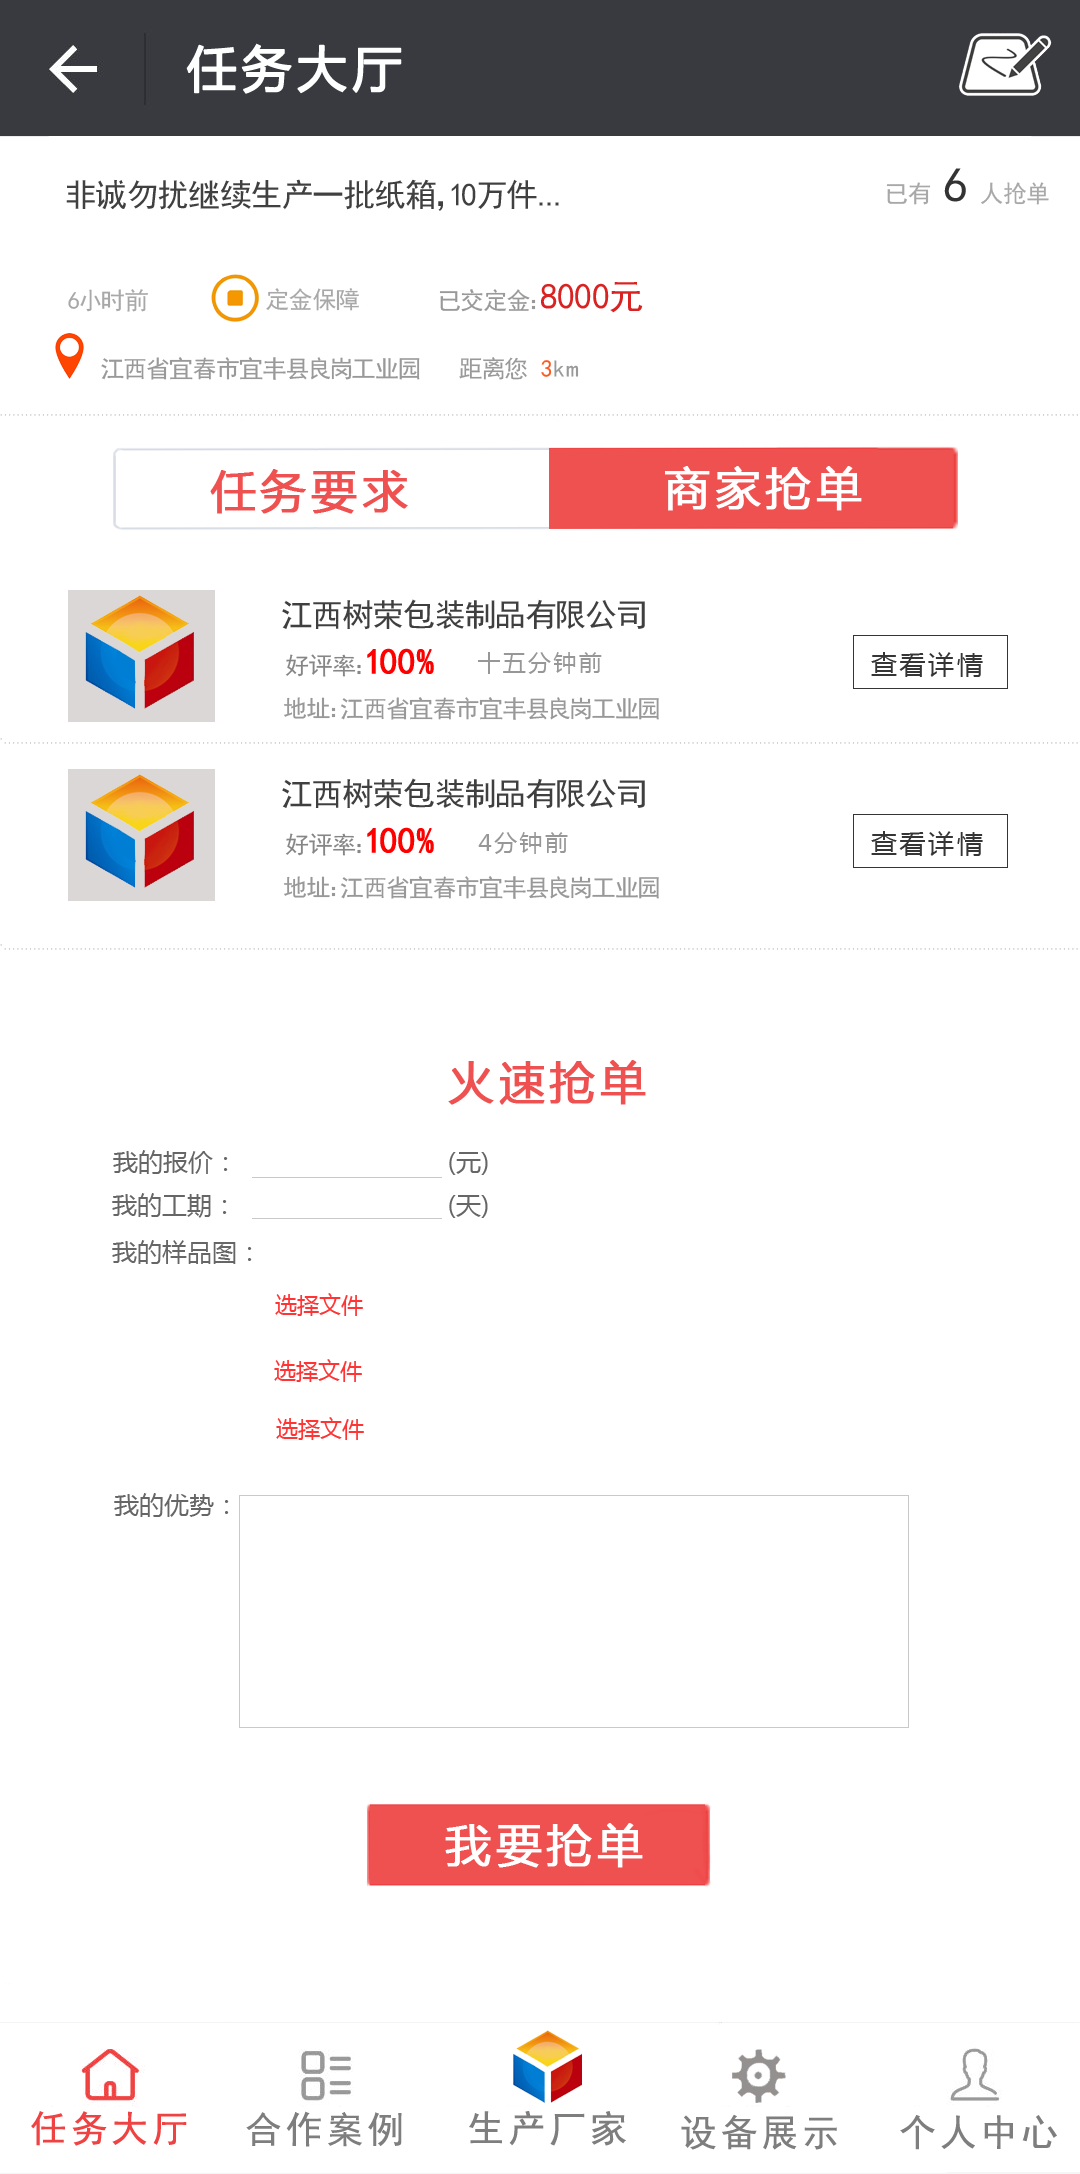 任务大厅
非诚勿扰继续生产一批纸箱,10万件...
已有 6 人抢单
6小时前 定金保障 已交定金:8000元
江西省宜春市宜丰县良岗工业园 距离您 3km
任务要求 商家抢单
江西树荣包装制品有限公司
好评率:100% 十五分钟前
查看详情
地址:江西省宜春市宜丰县良岗工业园
江西树荣包装制品有限公司
好评率:100% 4分钟前
查看详情
地址:江西省宜春市宜丰县良岗工业园
火速抢单
我的报价： (元)
我的工期： (天)
我的样品图：
选择文件
选择文件
选择文件
我的优势：
我要抢单
任务大厅 合作案例 生产厂家 设备展示 个人中心